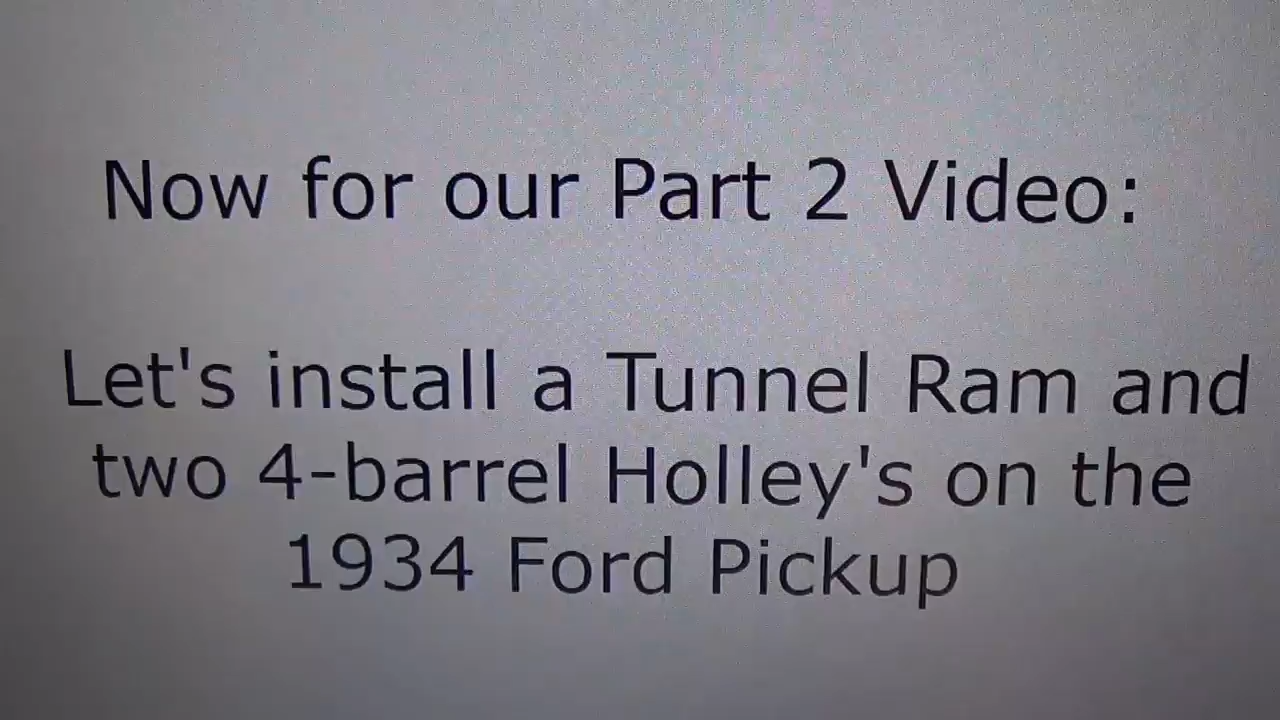 Now for our Part 2 Video:
Let's install a Tunnel Ram and
two 4-barrel Holley's on the
1934 Ford Pickup